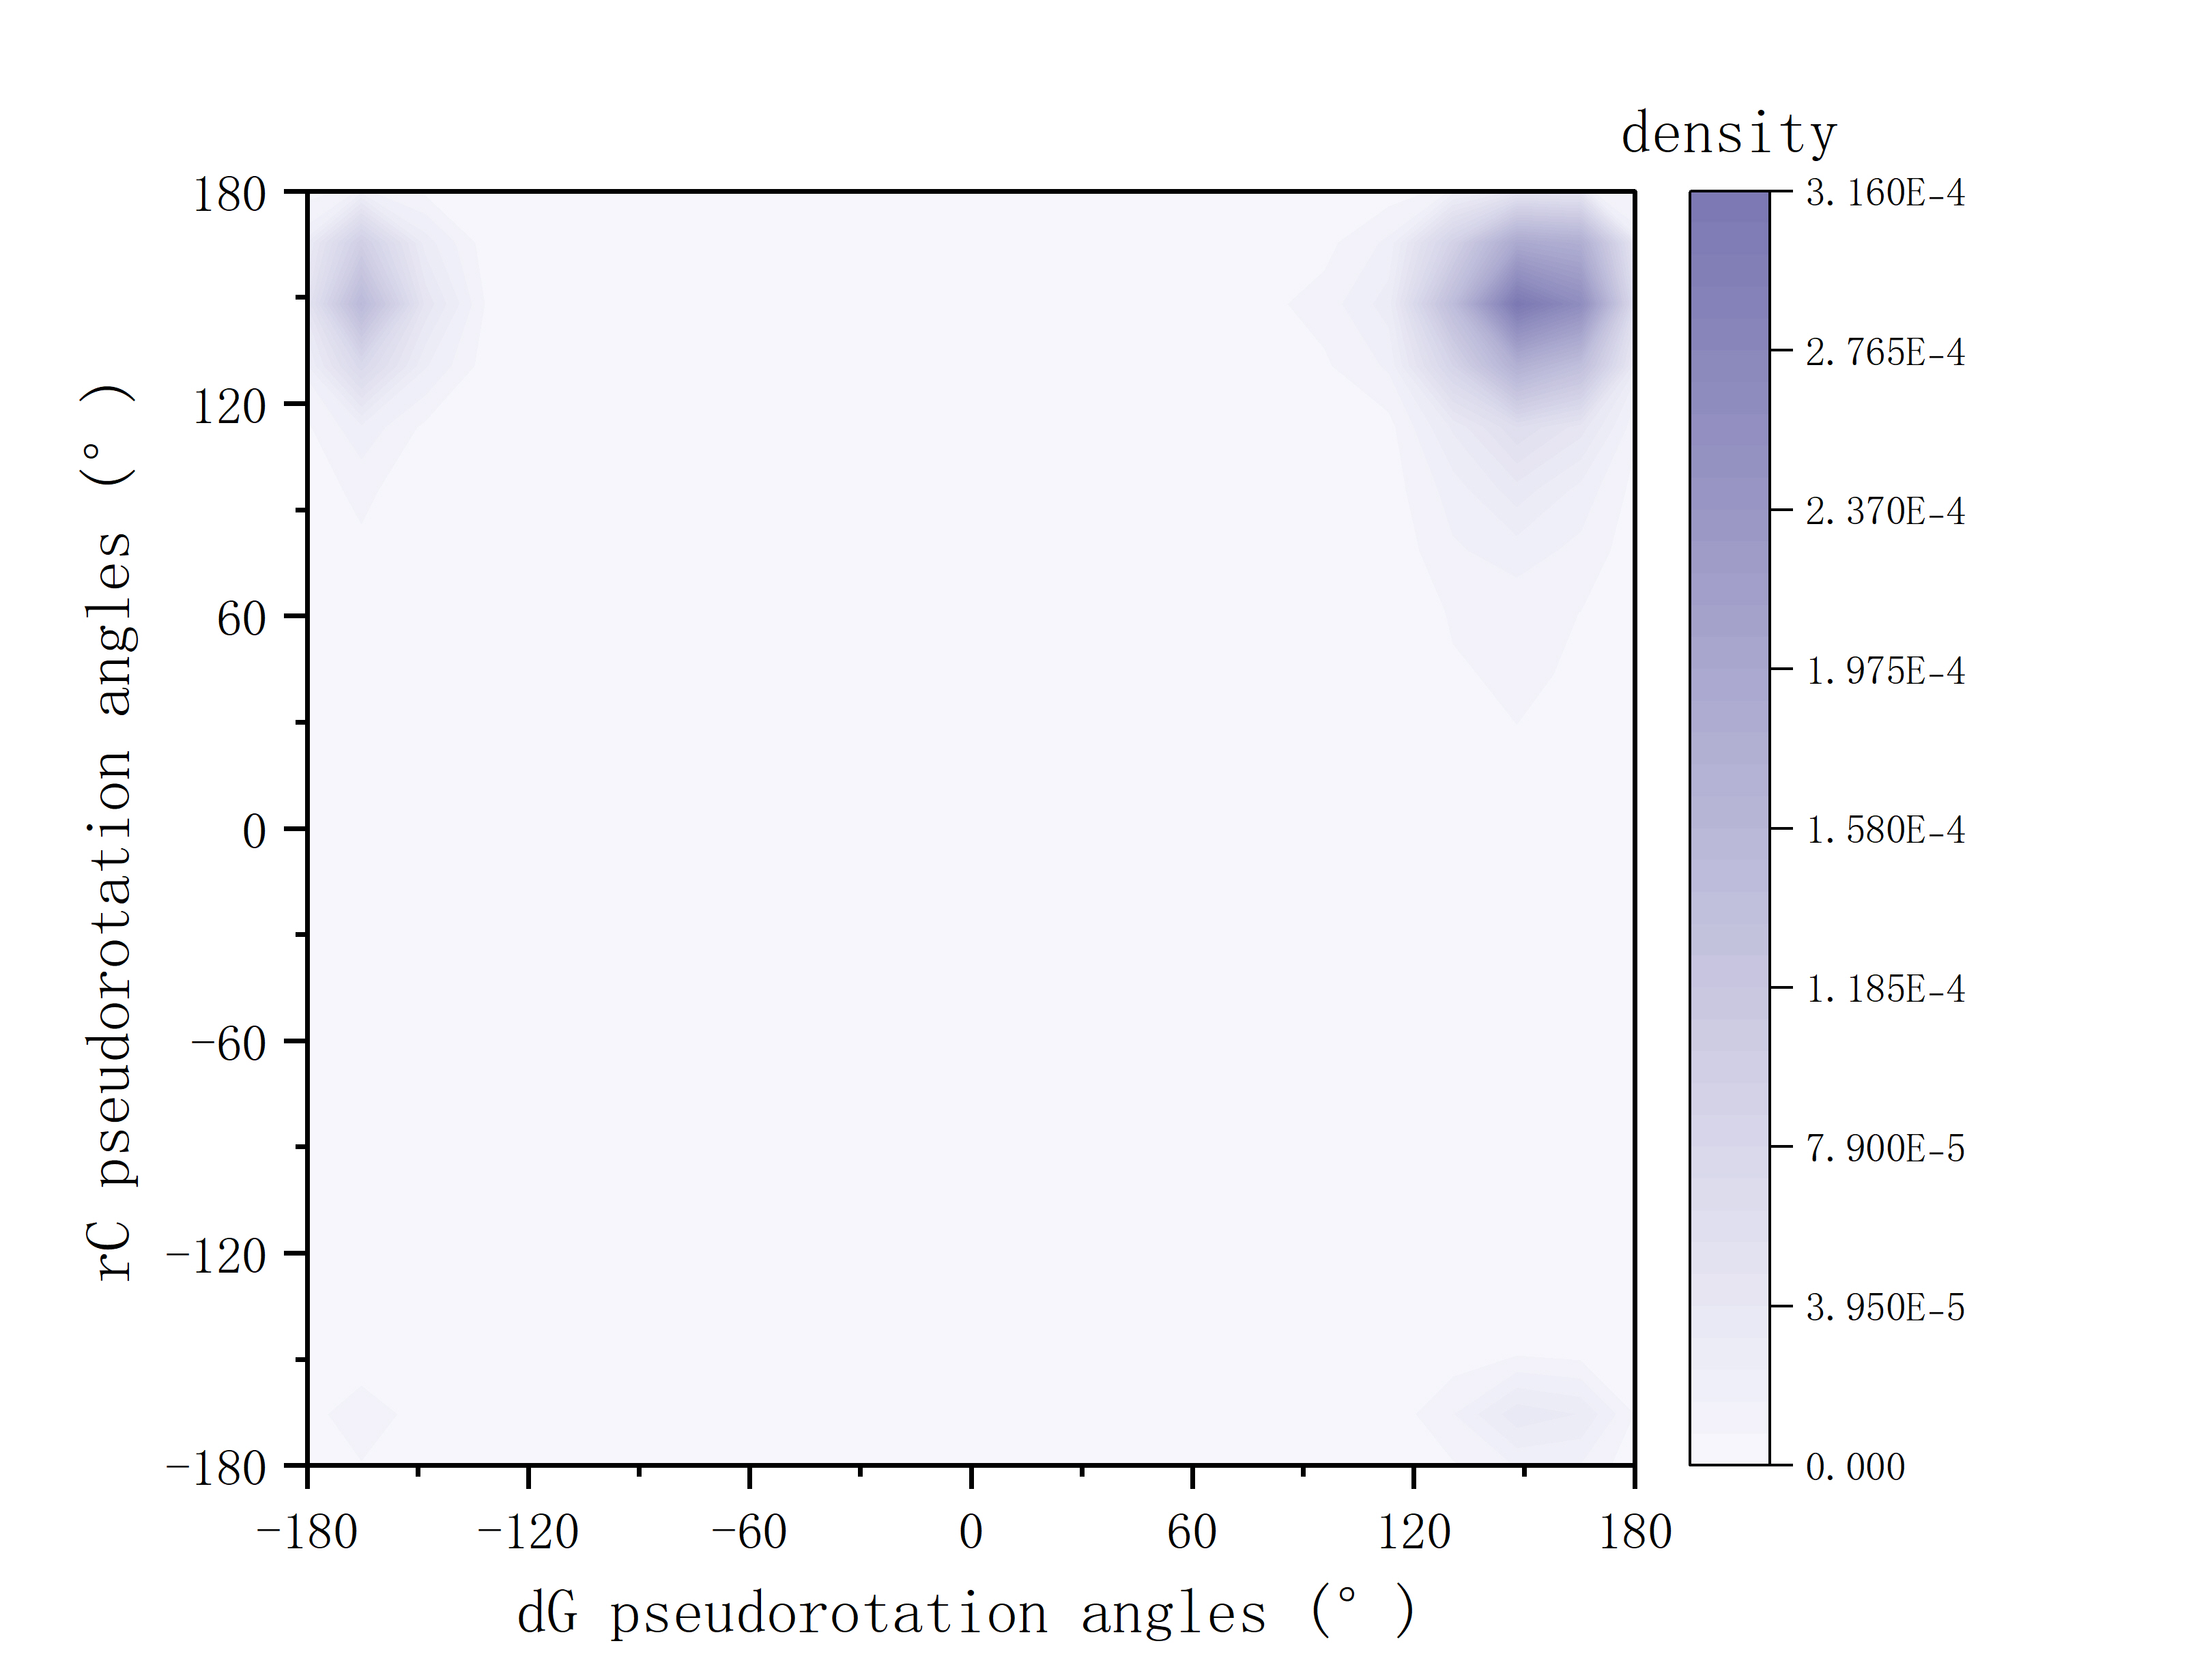 density
3.160E-4
2.765E-4
2.370E-4
1.975E-4
1.580E-4
1.185E-4
7.900E-5
3.950E-5
0.000
rC pseudorotation angles (° )
180
120
60
0
-60
-120
-180
-180 -120 -60 0 60 120 180
dG pseudorotation angles (° )